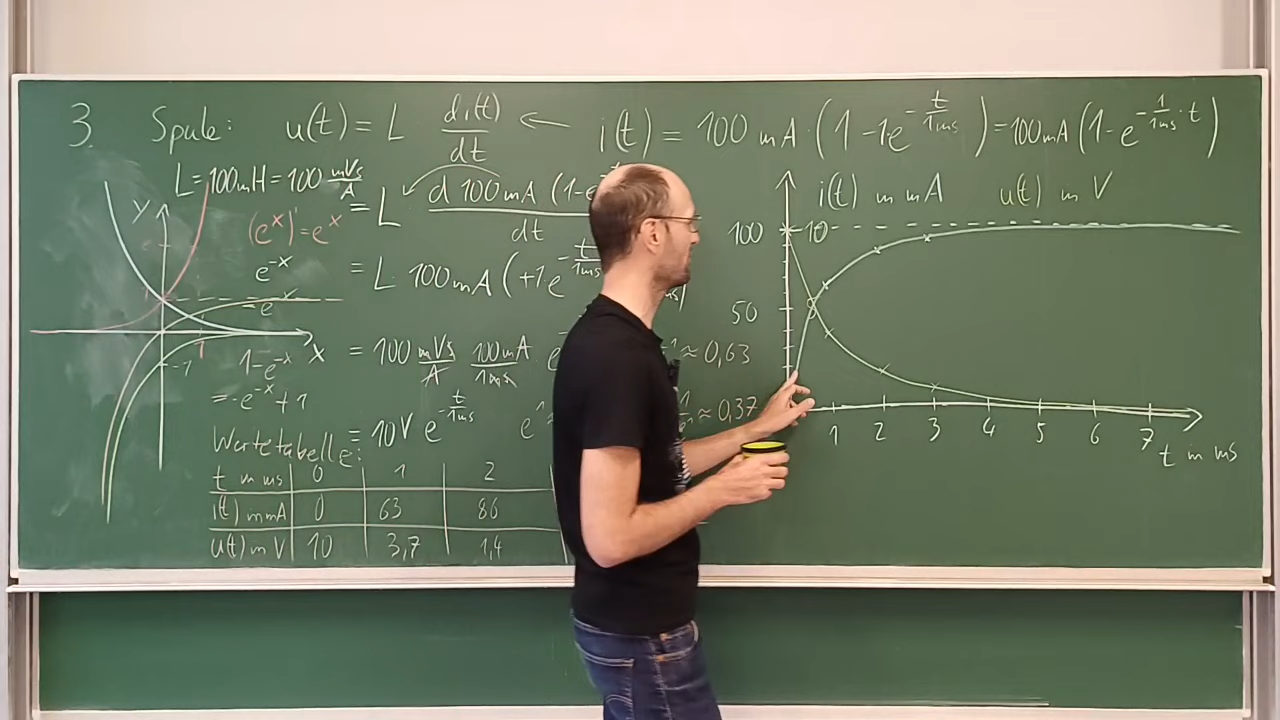 3. Spule: u(t) = L di(t)/dt ← i(t) = 100 mA · (1 - 1e^(-t/1ms)) = 100mA (1 - e^(-1/1ms · t))
L = 100mH = 100 mVs/A
= L d 100mA (1-e
dt
y
(e^x)' = e^x
e^-x
-e^-x
= L · 100mA (+1e^(-t/1ms)
1-e^-x
= -e^-x + 1
-1
x
= 100 mVs/A 100mA/1ms e
≈ 0,63
= 10V e^(-t/1ms)
e^1 ≈
≈ 0,37
Wertetabelle:
t in ms 0 1 2
i(t) in mA 0 63 86
u(t) in V 10 3,7 1,4
i(t) in mA u(t) in V
100 10
50
1 2 3 4 5 6 7
t in ms